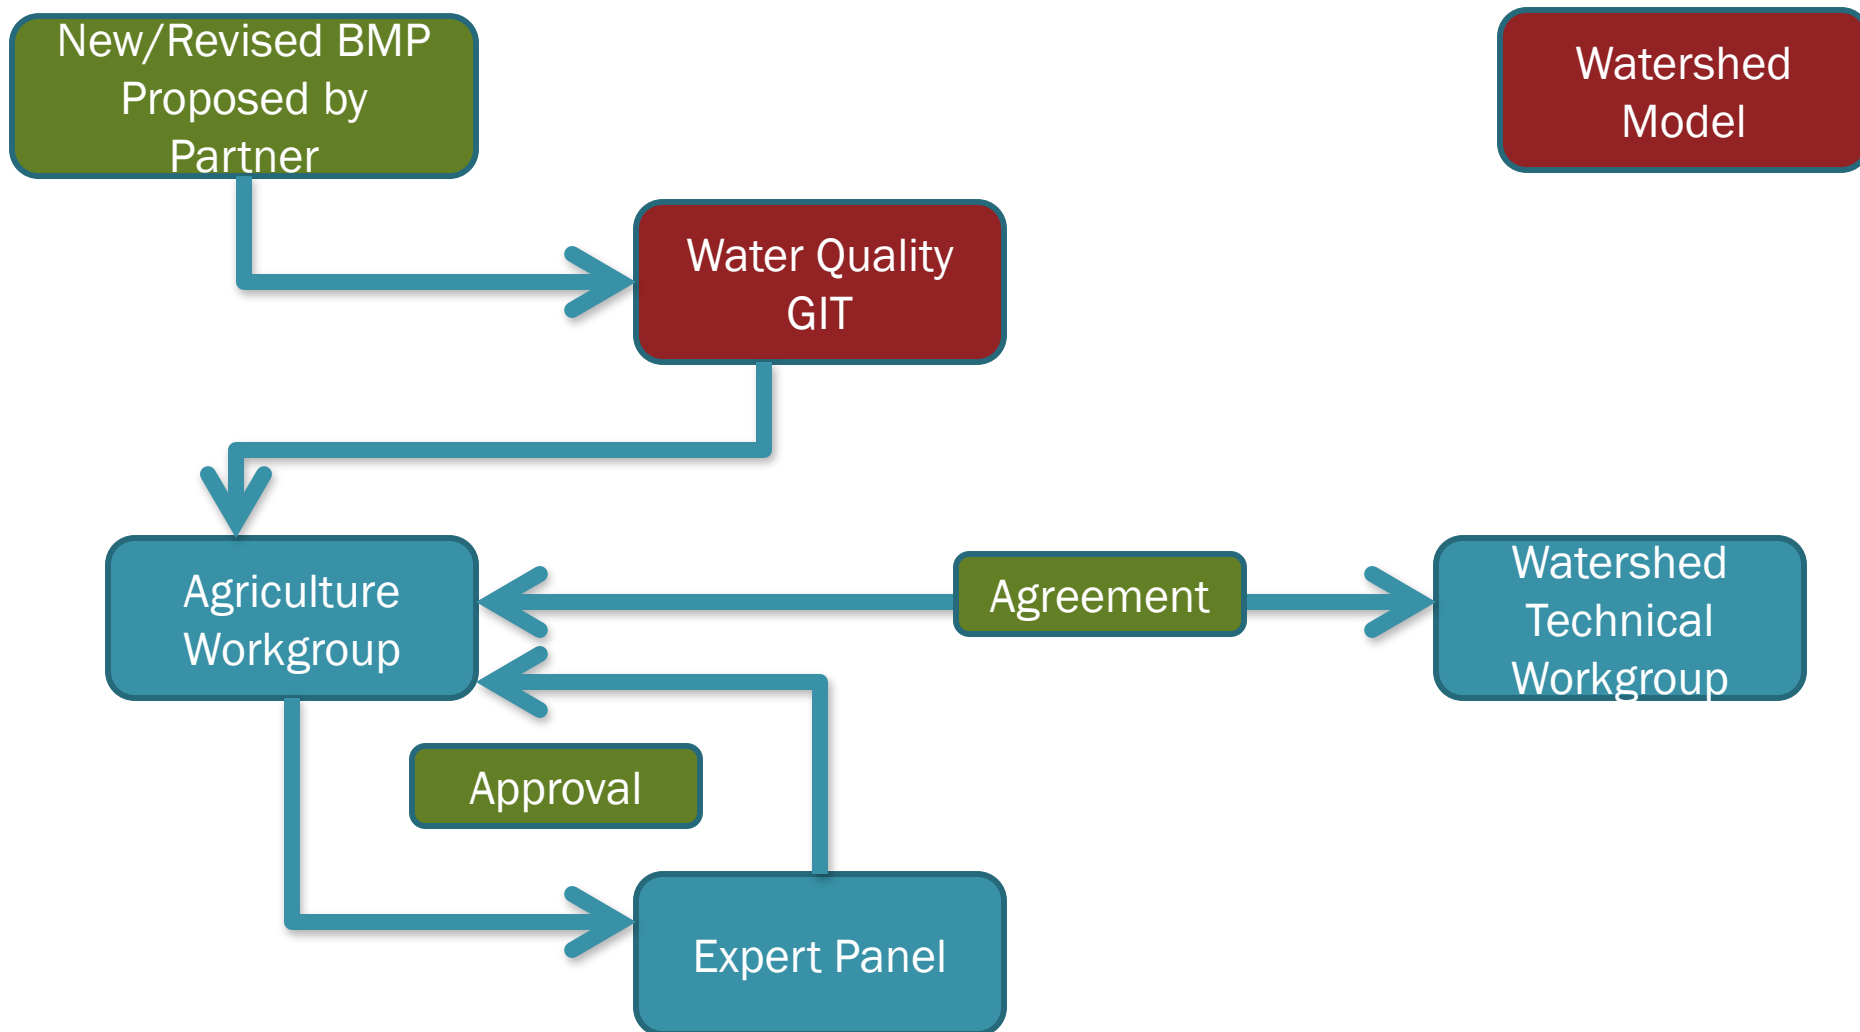 New/Revised BMP
Proposed by
Partner
Watershed
Model
Water Quality
GIT
Agriculture
Workgroup
Agreement
Watershed
Technical
Workgroup
Approval
Expert Panel